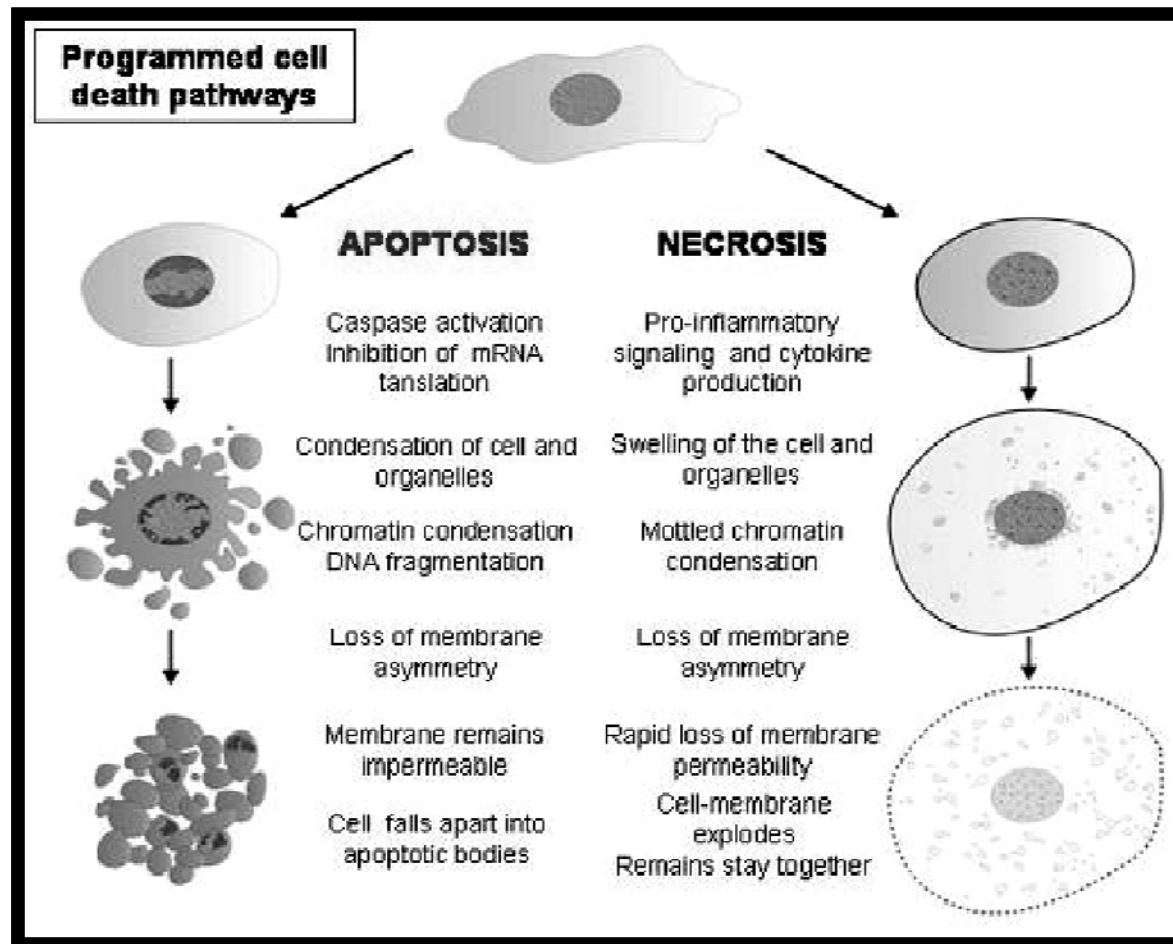 Programmed cell
death pathways
APOPTOSIS
Caspase activation
Inhibition of mRNA
tanslation
Condensation of cell and
organelles
Chromatin condensation
DNA fragmentation
Loss of membrane
asymmetry
Membrane remains
impermeable
Cell falls apart into
apoptotic bodies
NECROSIS
Pro-inflammatory
signaling and cytokine
production
Swelling of the cell and
organelles
Mottled chromatin
condensation
Loss of membrane
asymmetry
Rapid loss of membrane
permeability
Cell-membrane
explodes
Remains stay together